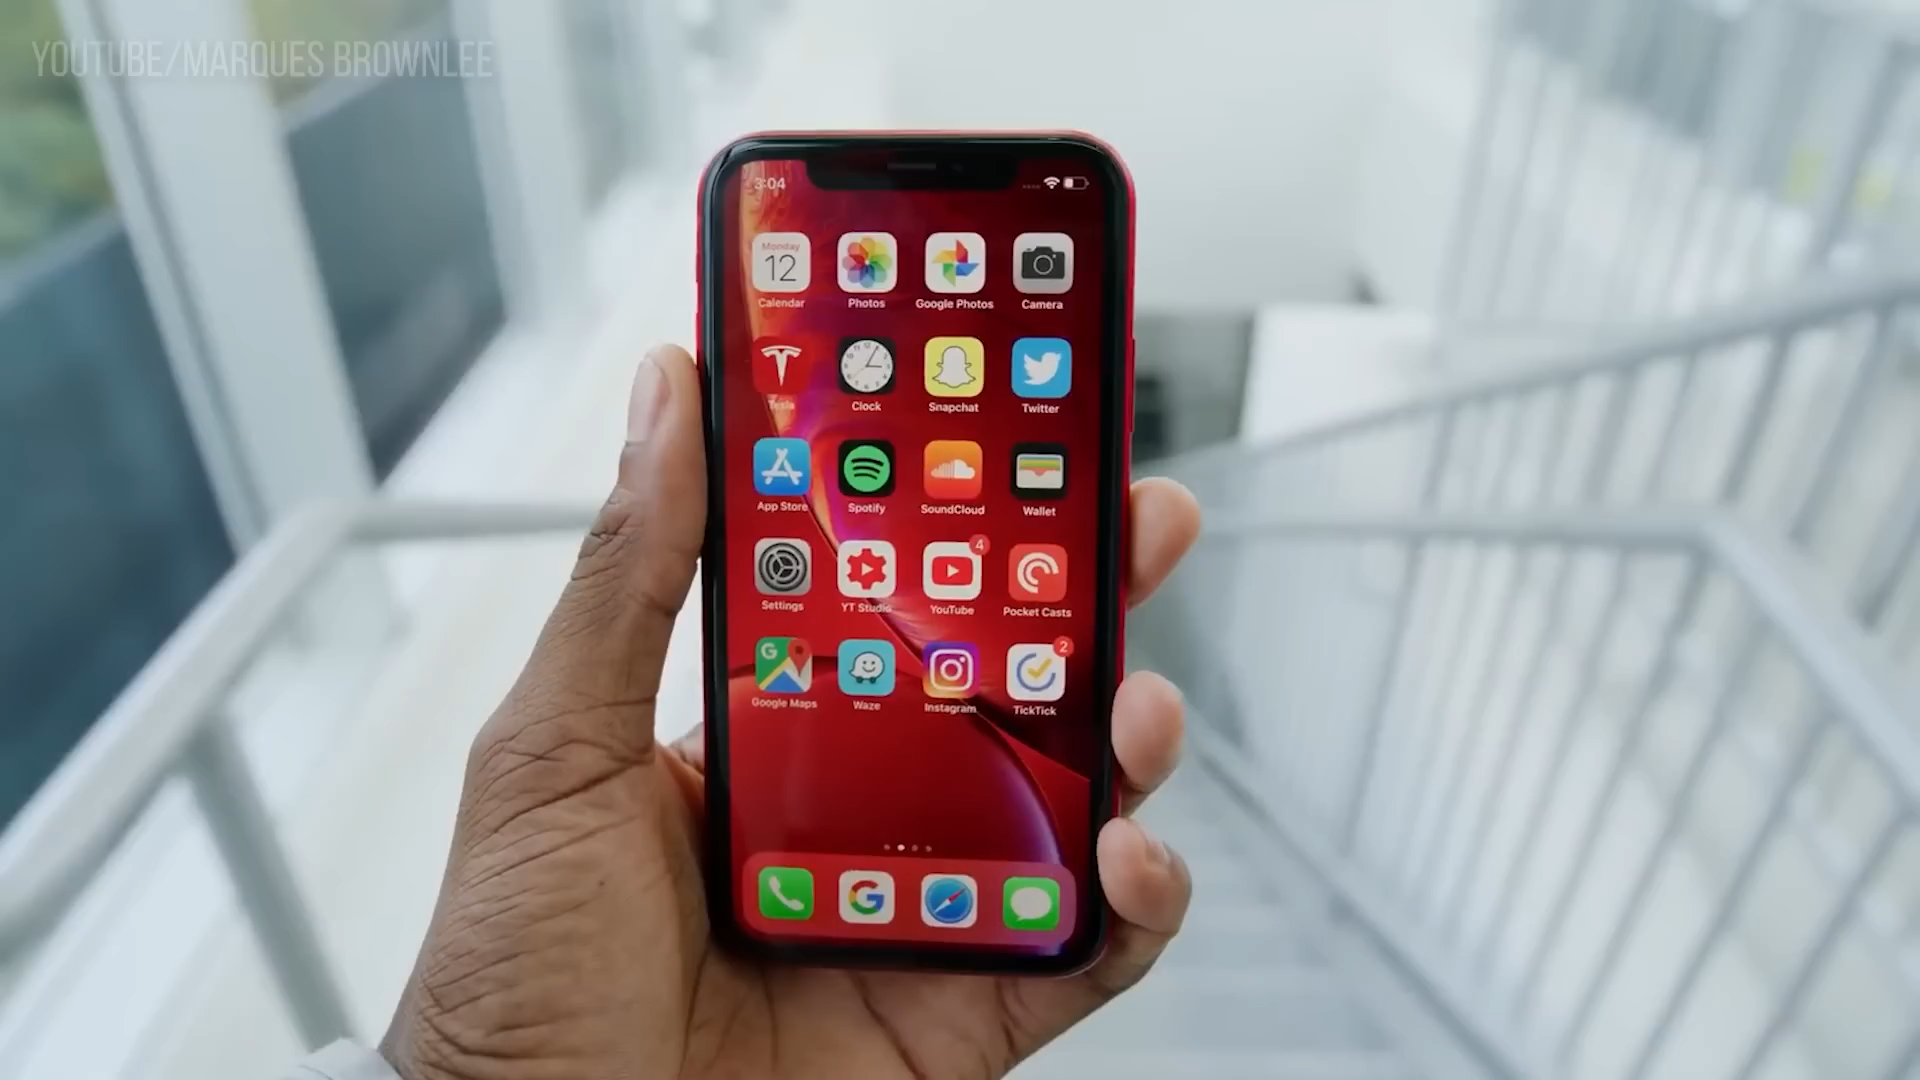 YOUTUBE/MARQUES BROWNLEE
3:04
Monday
12
Calendar
Photos
Google Photos
Camera
Tesla
Clock
Snapchat
Twitter
App Store
Spotify
SoundCloud
Wallet
4
Settings
YT Studio
YouTube
Pocket Casts
2
G
Google Maps
Waze
Instagram
TickTick
G